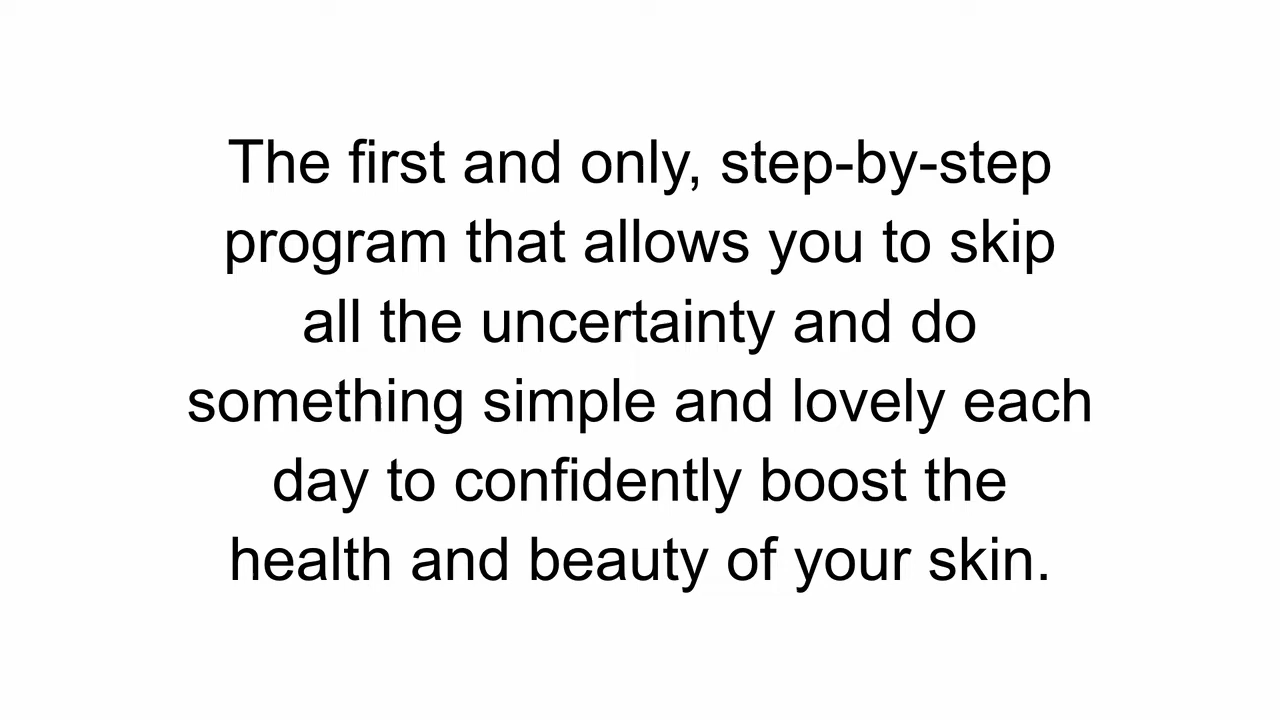 The first and only, step-by-step
program that allows you to skip
all the uncertainty and do
something simple and lovely each
day to confidently boost the
health and beauty of your skin.